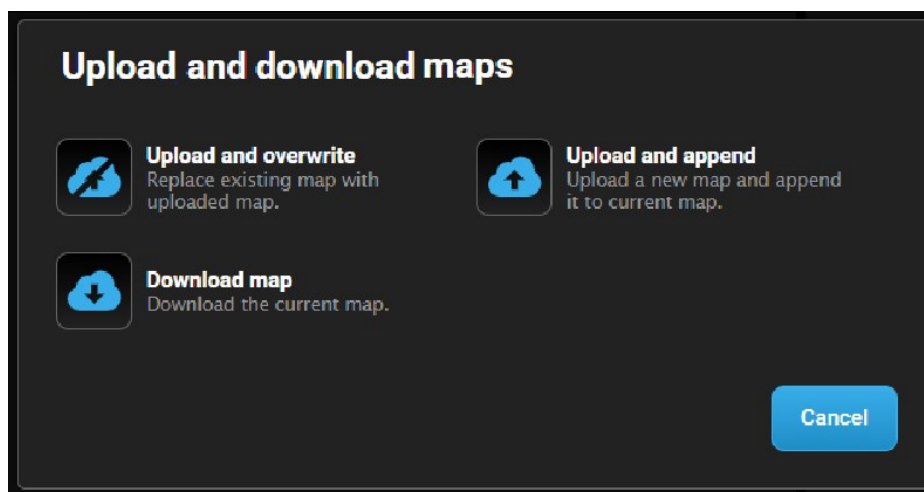 Upload and download maps
Upload and overwrite
Replace existing map with
uploaded map.
Upload and append
Upload a new map and append
it to current map.
Download map
Download the current map.
Cancel